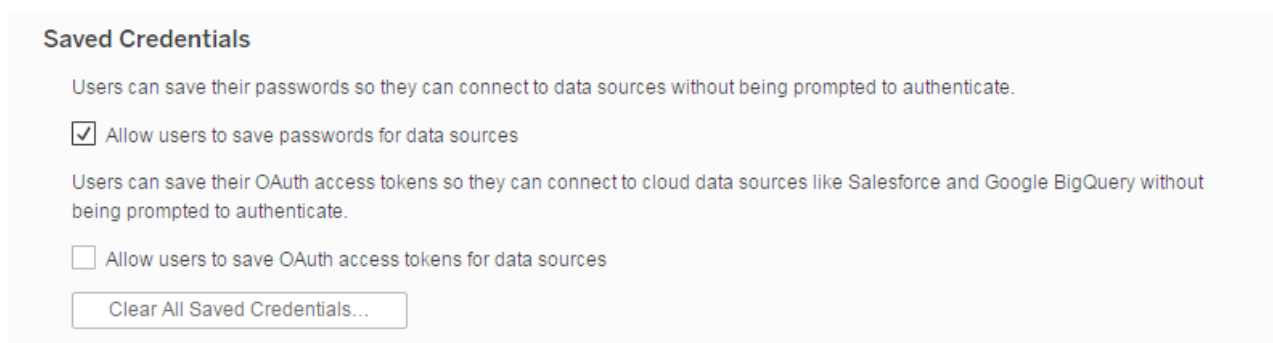 Saved Credentials
Users can save their passwords so they can connect to data sources without being prompted to authenticate.
Allow users to save passwords for data sources
Users can save their OAuth access tokens so they can connect to cloud data sources like Salesforce and Google BigQuery without
being prompted to authenticate.
Allow users to save OAuth access tokens for data sources
Clear All Saved Credentials...